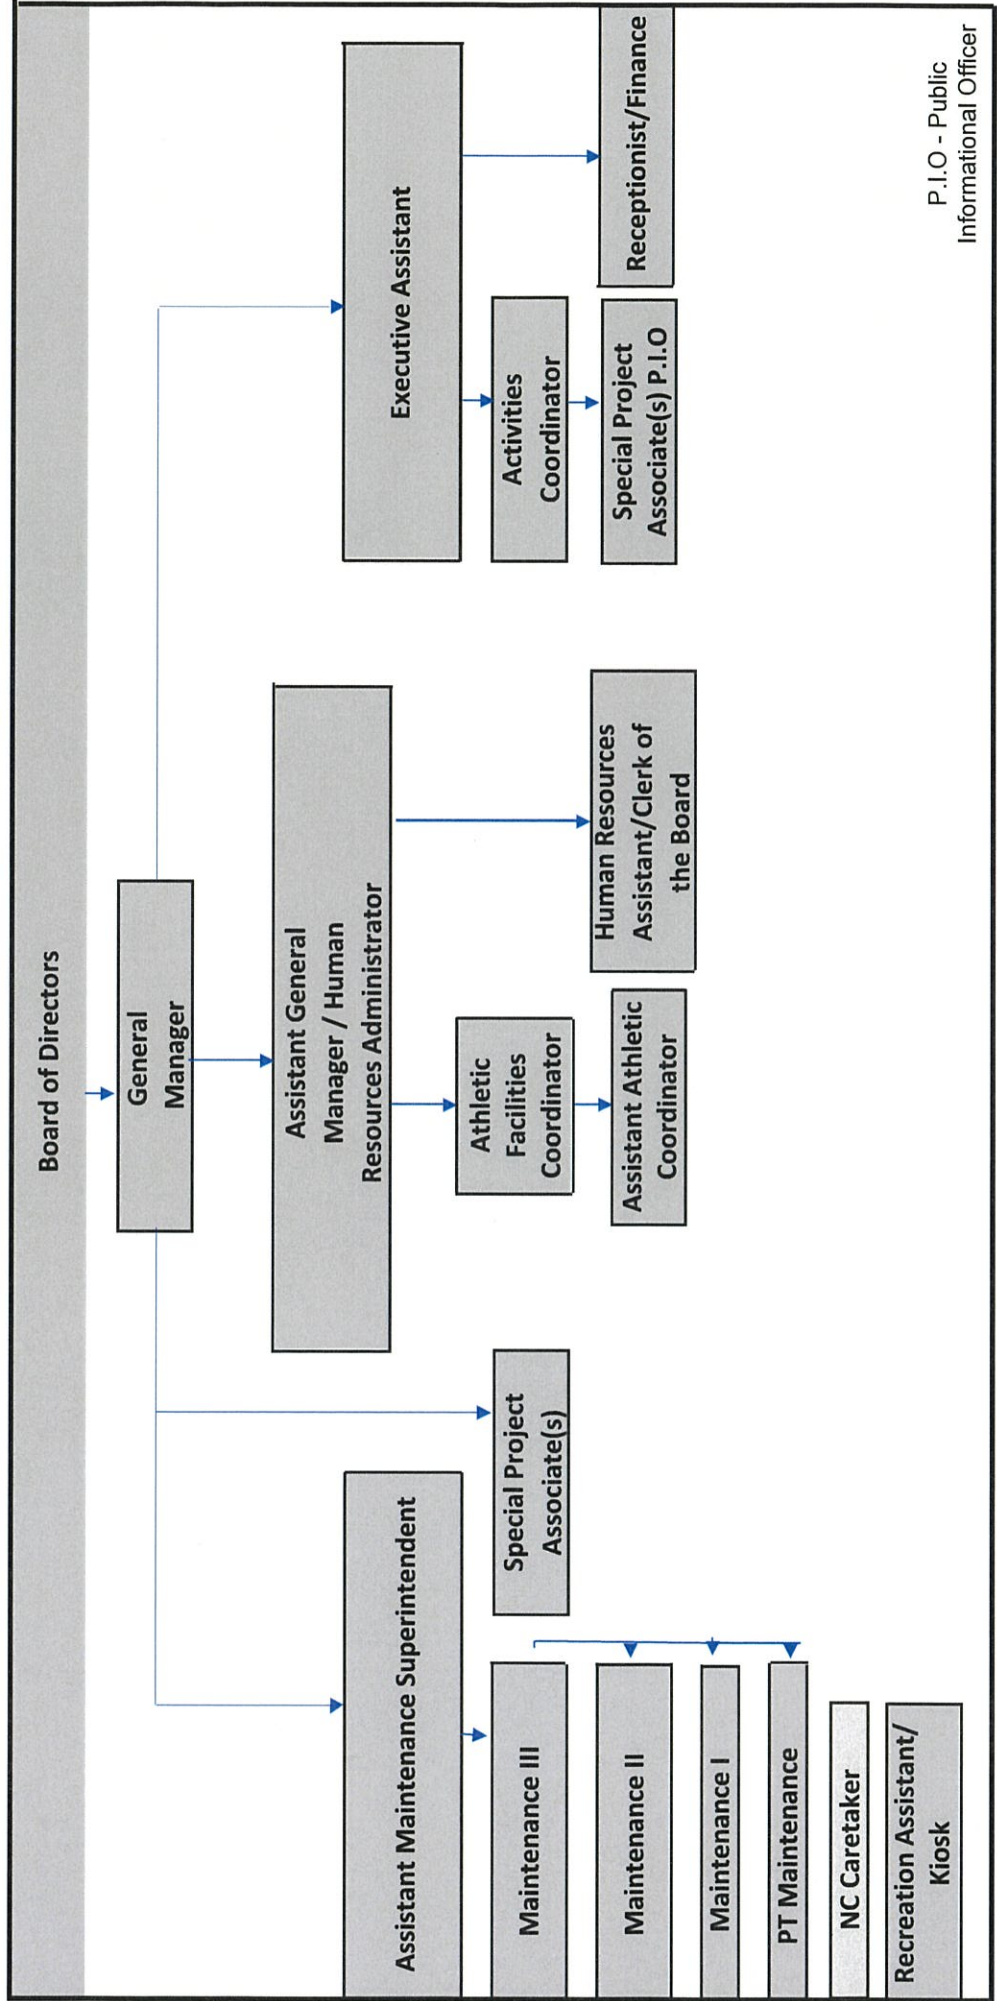 Board of Directors
General
Manager
Assistant General
Manager / Human
Resources Administrator
Assistant Maintenance Superintendent
Executive Assistant
Maintenance III
Special Project
Associate(s)
Athletic
Facilities
Coordinator
Activities
Coordinator
Maintenance II
Assistant Athletic
Coordinator
Human Resources
Assistant/Clerk of
the Board
Special Project
Associate(s) P.I.O
Receptionist/Finance
Maintenance I
PT Maintenance
NC Caretaker
Recreation Assistant/
Kiosk
P.I.O - Public
Informational Officer